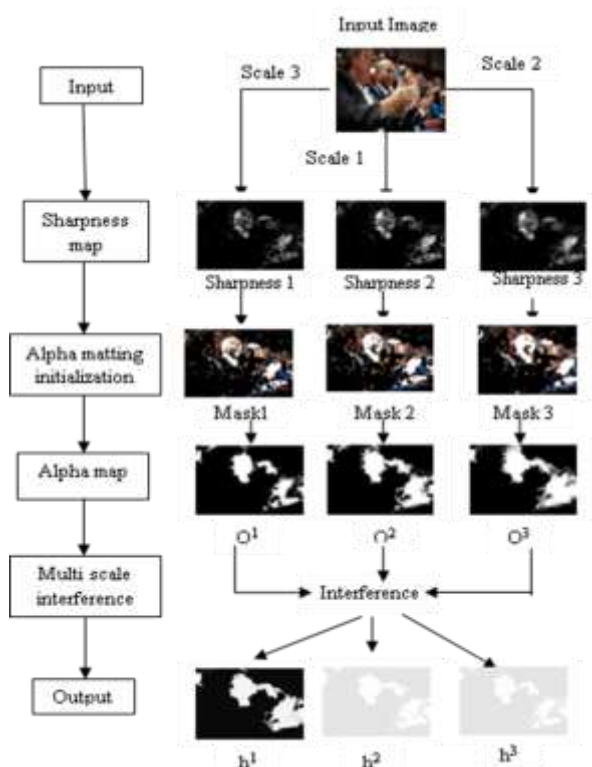 Input Image
Scale 3
Scale 2
Input
Scale 1
Sharpness
map
Sharpness 1
Sharpness 2
Sharpness 3
Alpha matting
initialization
Mask1
Mask 2
Mask 3
Alpha map
O¹
O²
O³
Multi scale
interference
Interference
Output
h¹
h²
h³